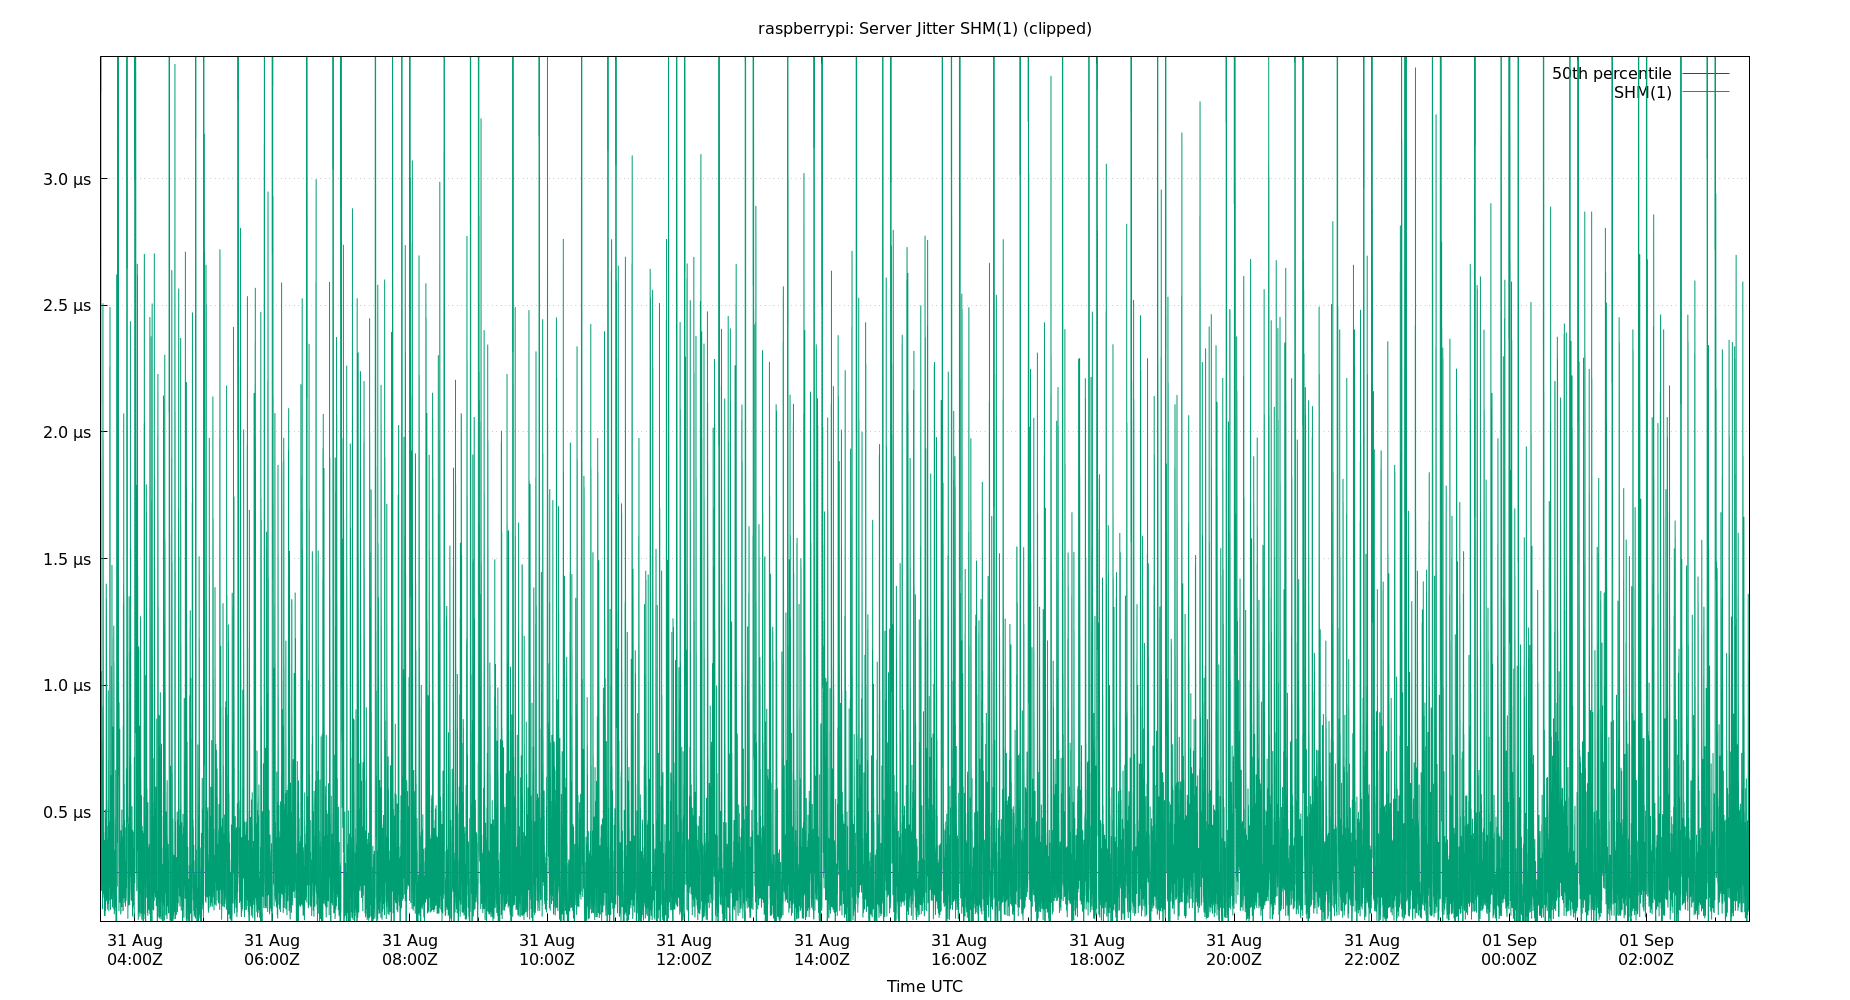 raspberrypi: Server Jitter SHM(1) (clipped)
50th percentile
SHM(1)
3.0 µs
2.5 µs
2.0 µs
1.5 µs
1.0 µs
0.5 µs
31 Aug 31 Aug 31 Aug 31 Aug 31 Aug 31 Aug 31 Aug 31 Aug 31 Aug 31 Aug 01 Sep 01 Sep
04:00Z 06:00Z 08:00Z 10:00Z 12:00Z 14:00Z 16:00Z 18:00Z 20:00Z 22:00Z 00:00Z 02:00Z
Time UTC